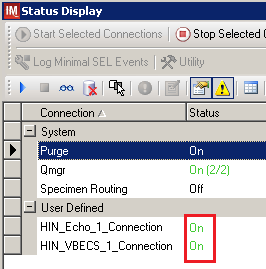 IM Status Display
Start Selected Connections Stop Selected
Log Minimal SEL Events Utility
Connection Status
System
Purge On
Qmgr On (2/2)
Specimen Routing Off
User Defined
HIN_Echo_1_Connection On
HIN_VBECS_1_Connection On